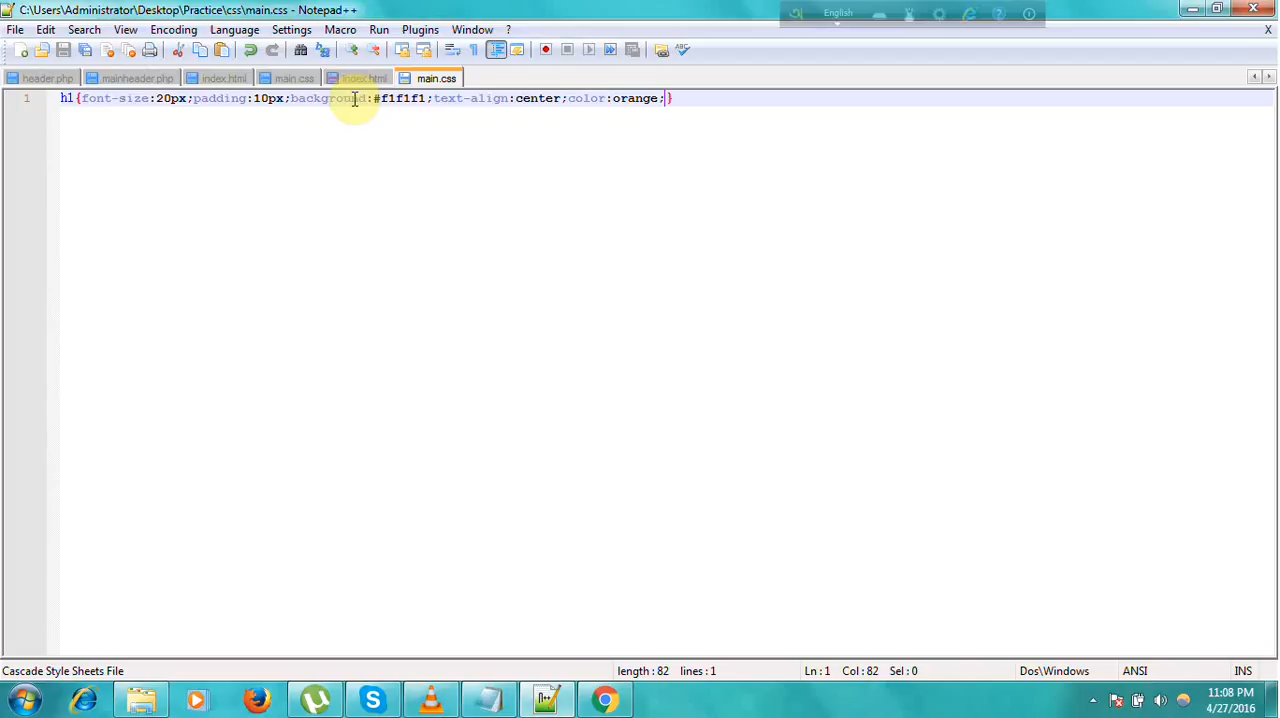 C:\Users\Administrator\Desktop\Practice\css\main.css - Notepad++
English
File Edit Search View Encoding Language Settings Macro Run Plugins Window ? X
header.php mainheader.php index.html main.css index.html main.css
1 h1{font-size:20px;padding:10px;background:#f1f1f1;text-align:center;color:orange;}
Cascade Style Sheets File length : 82 lines : 1 Ln : 1 Col : 82 Sel : 0 Dos\Windows ANSI INS
11:08 PM
4/27/2016